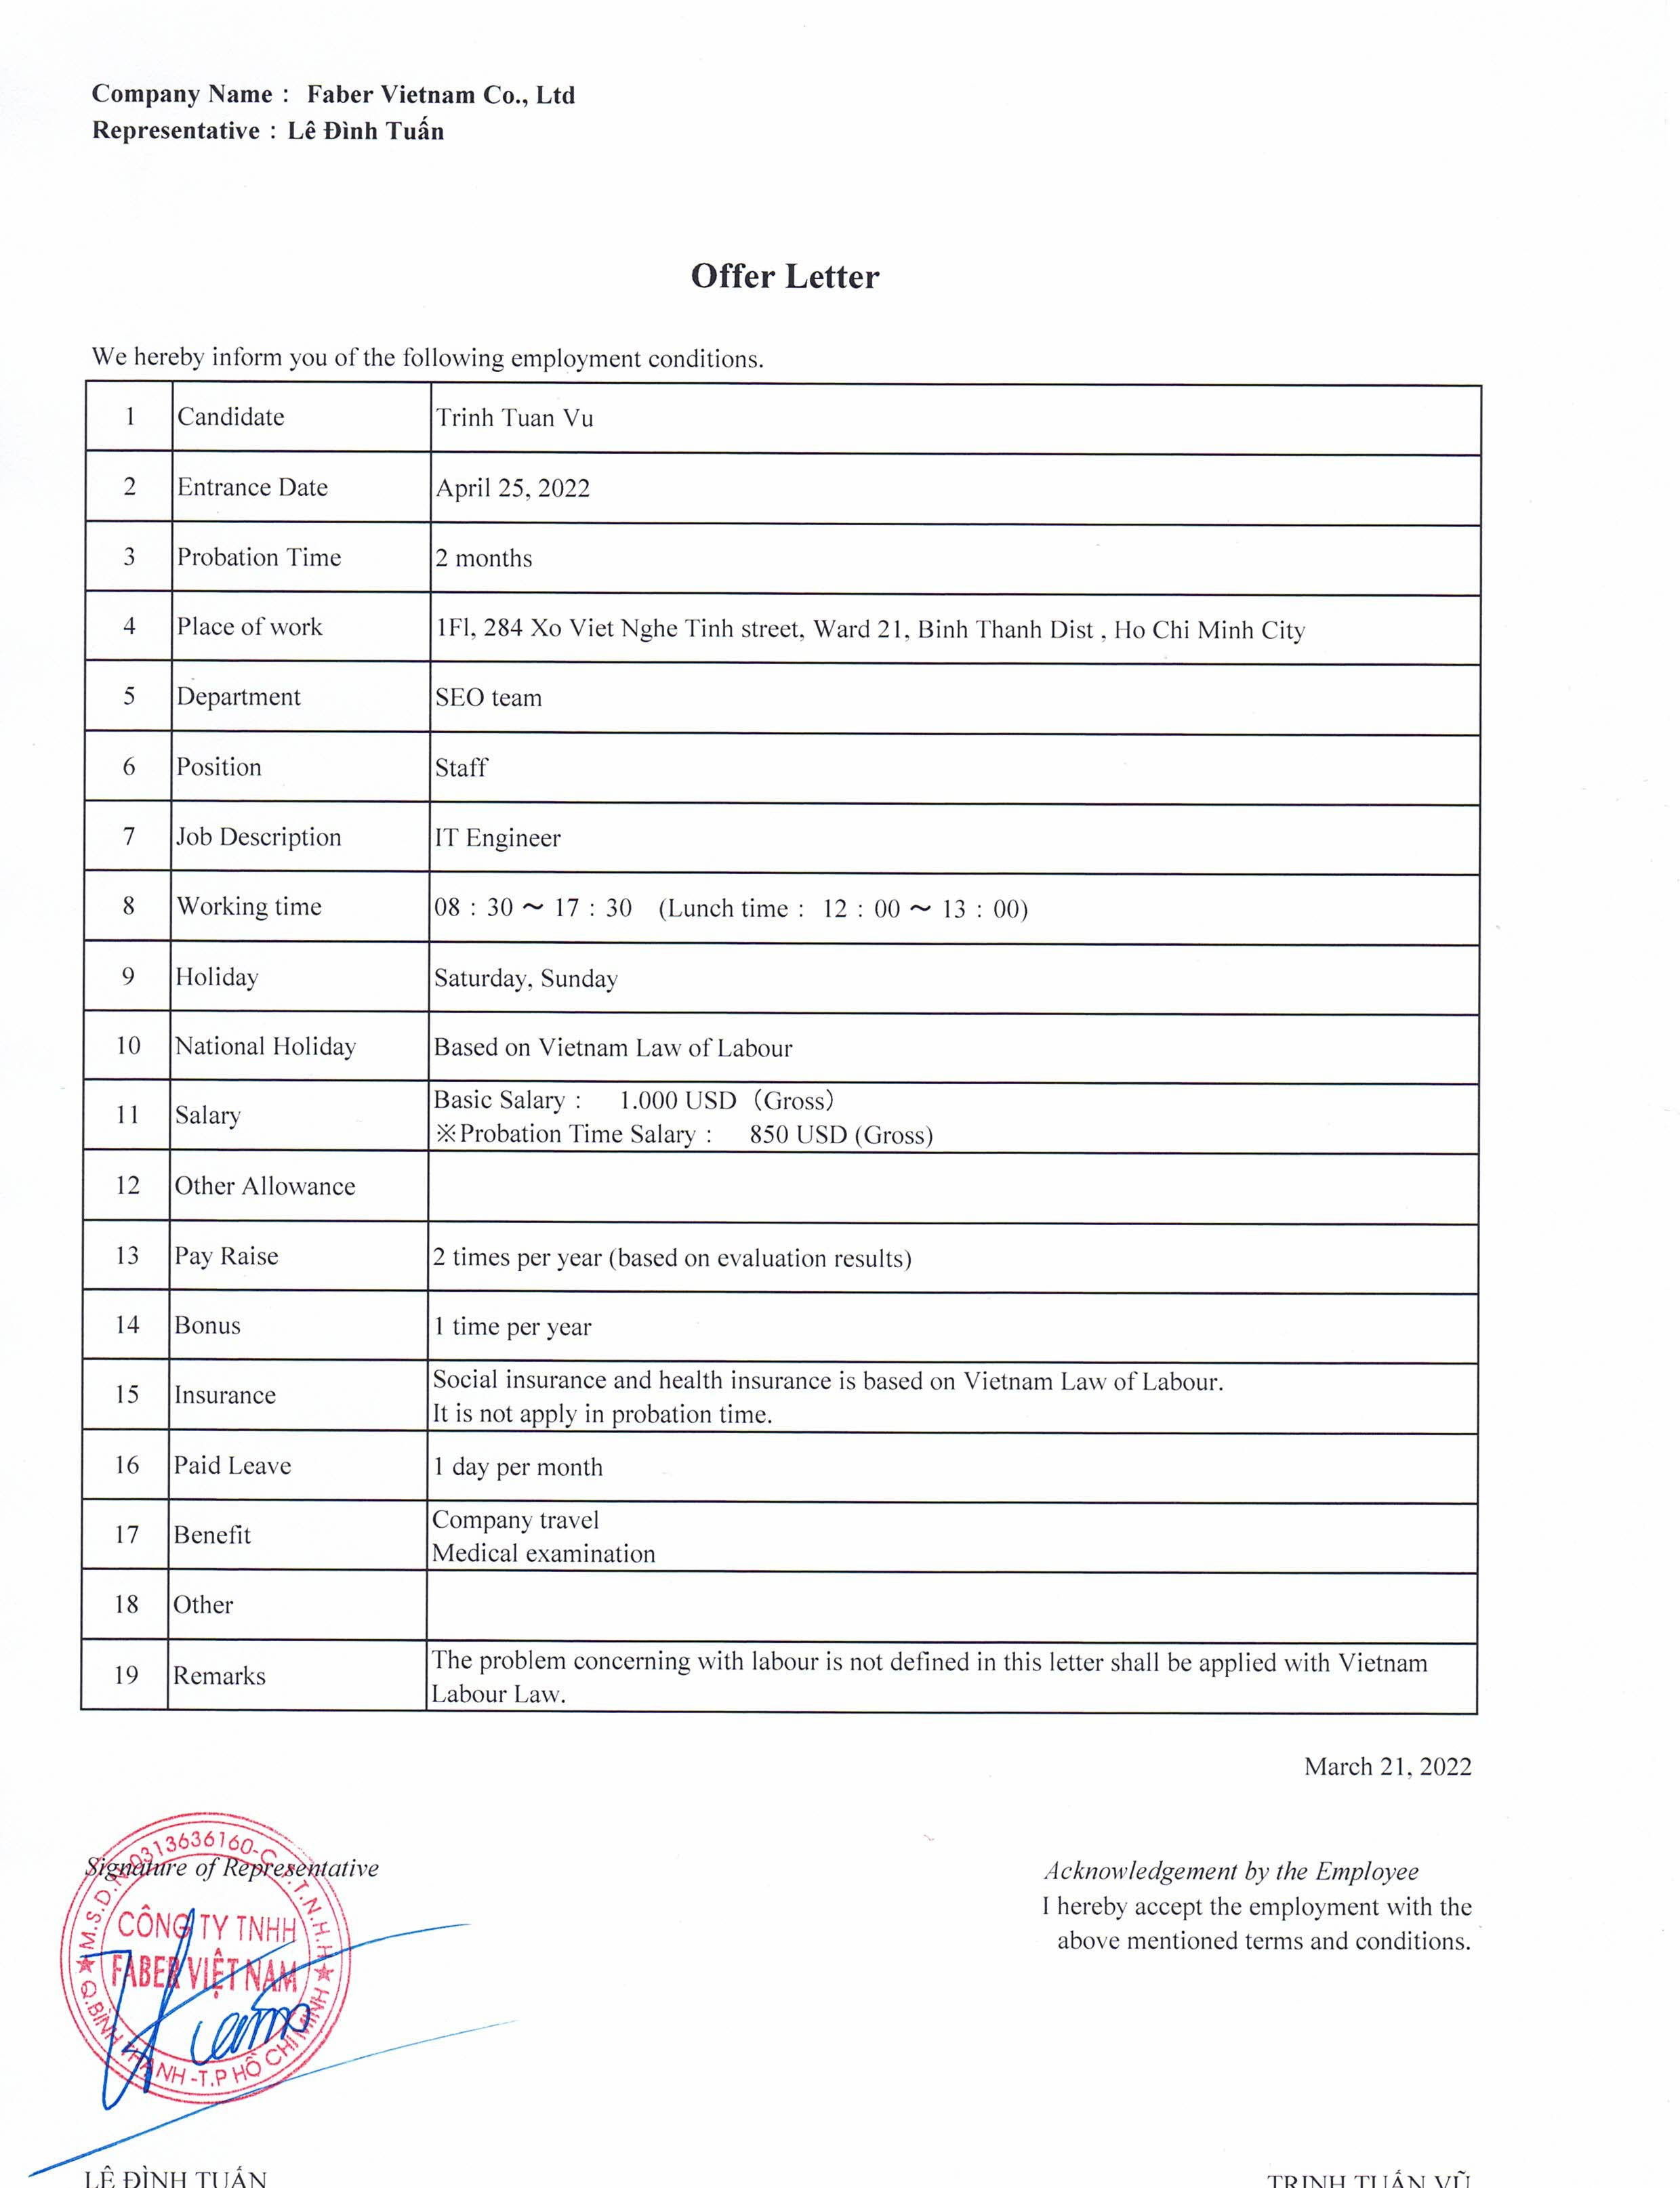 Company Name : Faber Vietnam Co., Ltd
Representative : Lê Đình Tuấn
Offer Letter
We hereby inform you of the following employment conditions.
1 Candidate Trinh Tuan Vu
2 Entrance Date April 25, 2022
3 Probation Time 2 months
4 Place of work 1Fl, 284 Xo Viet Nghe Tinh street, Ward 21, Binh Thanh Dist , Ho Chi Minh City
5 Department SEO team
6 Position Staff
7 Job Description IT Engineer
8 Working time 08 : 30 ～ 17 : 30 (Lunch time : 12 : 00 ～ 13 : 00)
9 Holiday Saturday, Sunday
10 National Holiday Based on Vietnam Law of Labour
11 Salary Basic Salary : 1.000 USD （Gross）
※Probation Time Salary : 850 USD (Gross)
12 Other Allowance
13 Pay Raise 2 times per year (based on evaluation results)
14 Bonus 1 time per year
15 Insurance Social insurance and health insurance is based on Vietnam Law of Labour.
It is not apply in probation time.
16 Paid Leave 1 day per month
17 Benefit Company travel
Medical examination
18 Other
19 Remarks The problem concerning with labour is not defined in this letter shall be applied with Vietnam
Labour Law.
March 21, 2022
Signature of Representative
M.S.D.N:0313636160-C.T.T.N.H.H
CÔNG TY TNHH
FABER VIỆT NAM
Q.BÌNH THẠNH -T.P HỒ CHÍ MINH
Acknowledgement by the Employee
I hereby accept the employment with the
above mentioned terms and conditions.
LÊ ĐÌNH TUẤN
TRỊNH TUẤN VŨ